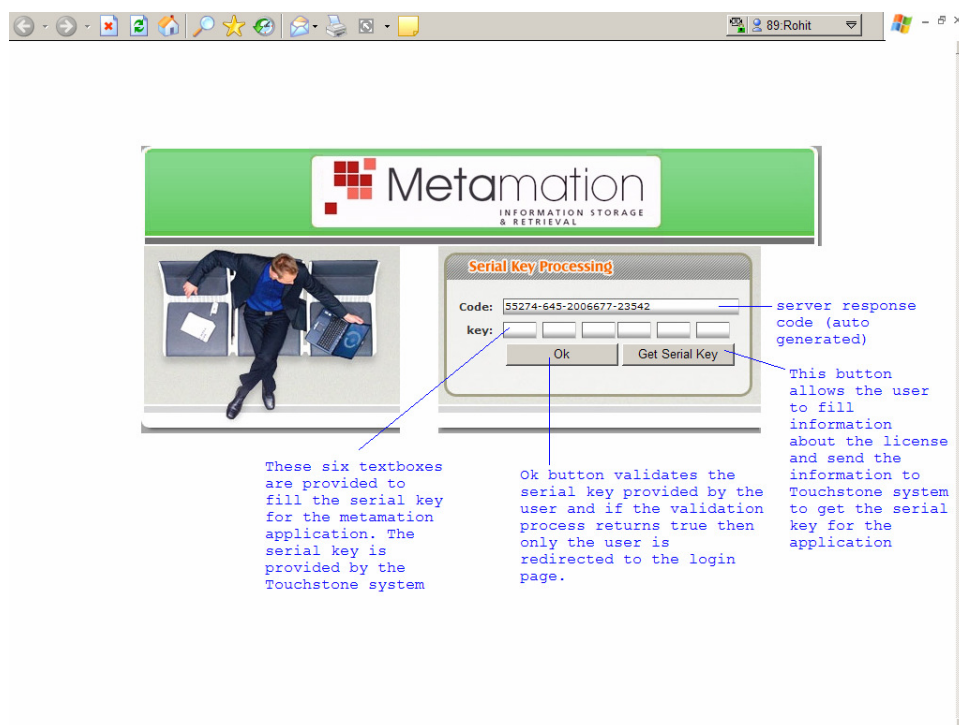 89:Rohit
Metamation
INFORMATION STORAGE
& RETRIEVAL
Serial Key Processing
Code: 55274-645-2006677-23542
key:
Ok Get Serial Key
server response
code (auto
generated)
This button
allows the user
to fill
information
about the license
and send the
information to
Touchstone system
to get the serial
key for the
application
These six textboxes
are provided to
fill the serial key
for the metamation
application. The
serial key is
provided by the
Touchstone system
Ok button validates the
serial key provided by the
user and if the validation
process returns true then
only the user is
redirected to the login
page.